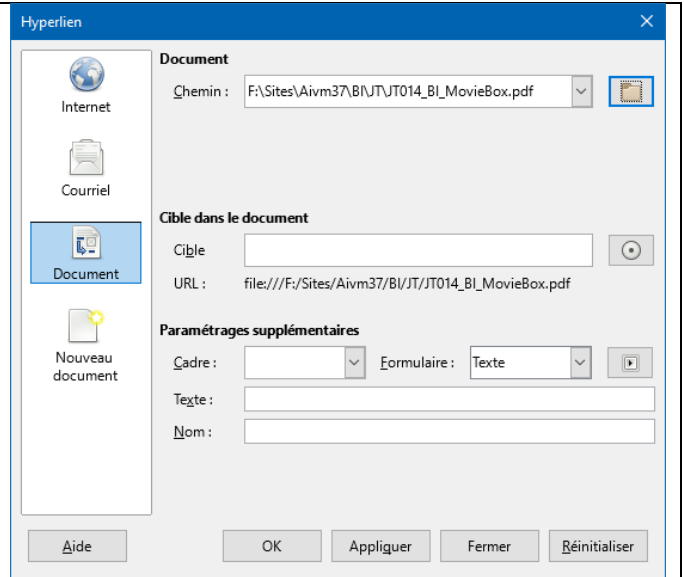 Hyperlien
Internet
Courriel
Document
Nouveau
document
Document
Chemin : F:\Sites\Aivm37\BI\JT\JT014_BI_MovieBox.pdf
Cible dans le document
Cible
URL : file:///F:/Sites/Aivm37/BI/JT/JT014_BI_MovieBox.pdf
Paramétrages supplémentaires
Cadre : Formulaire : Texte
Texte :
Nom :
Aide OK Appliquer Fermer Réinitialiser